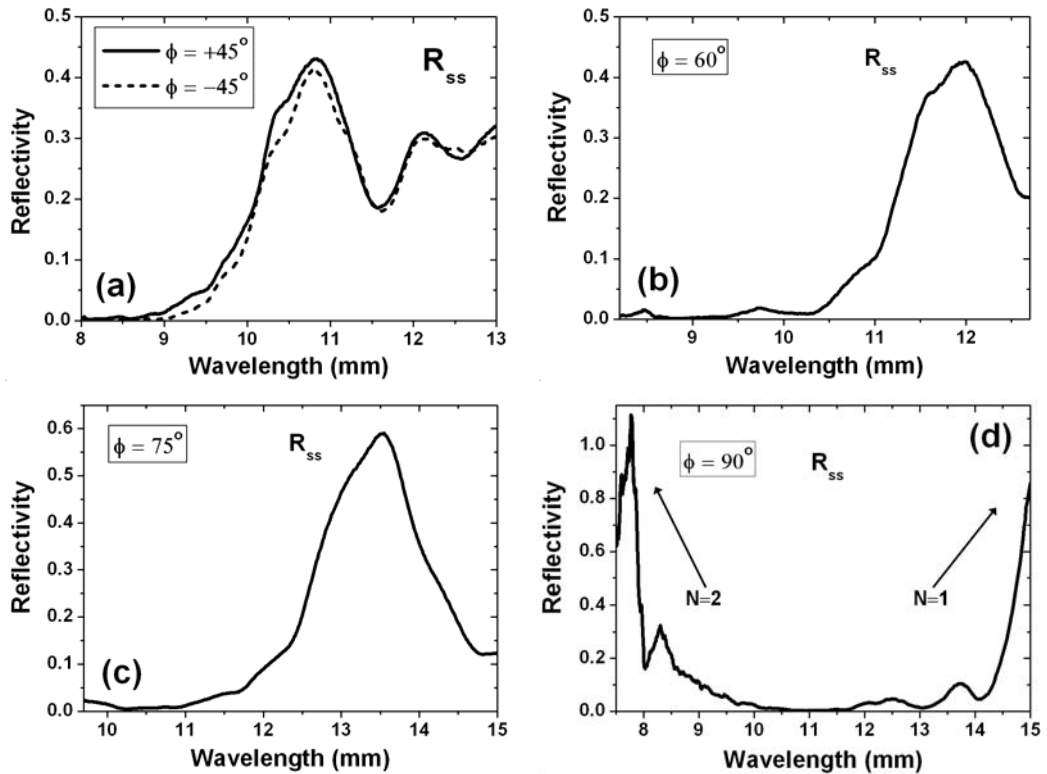 0.5
0.4
0.3
0.2
0.1
0.0
Reflectivity
ϕ = +45°
ϕ = −45°
Rss
(a)
8 9 10 11 12 13
Wavelength (mm)
0.5
0.4
0.3
0.2
0.1
0.0
Reflectivity
ϕ = 60°
Rss
(b)
9 10 11 12
Wavelength (mm)
0.6
0.5
0.4
0.3
0.2
0.1
0.0
Reflectivity
ϕ = 75°
Rss
(c)
10 11 12 13 14 15
Wavelength (mm)
1.0
0.8
0.6
0.4
0.2
0.0
Reflectivity
ϕ = 90°
Rss
(d)
N=2
N=1
8 9 10 11 12 13 14 15
Wavelength (mm)